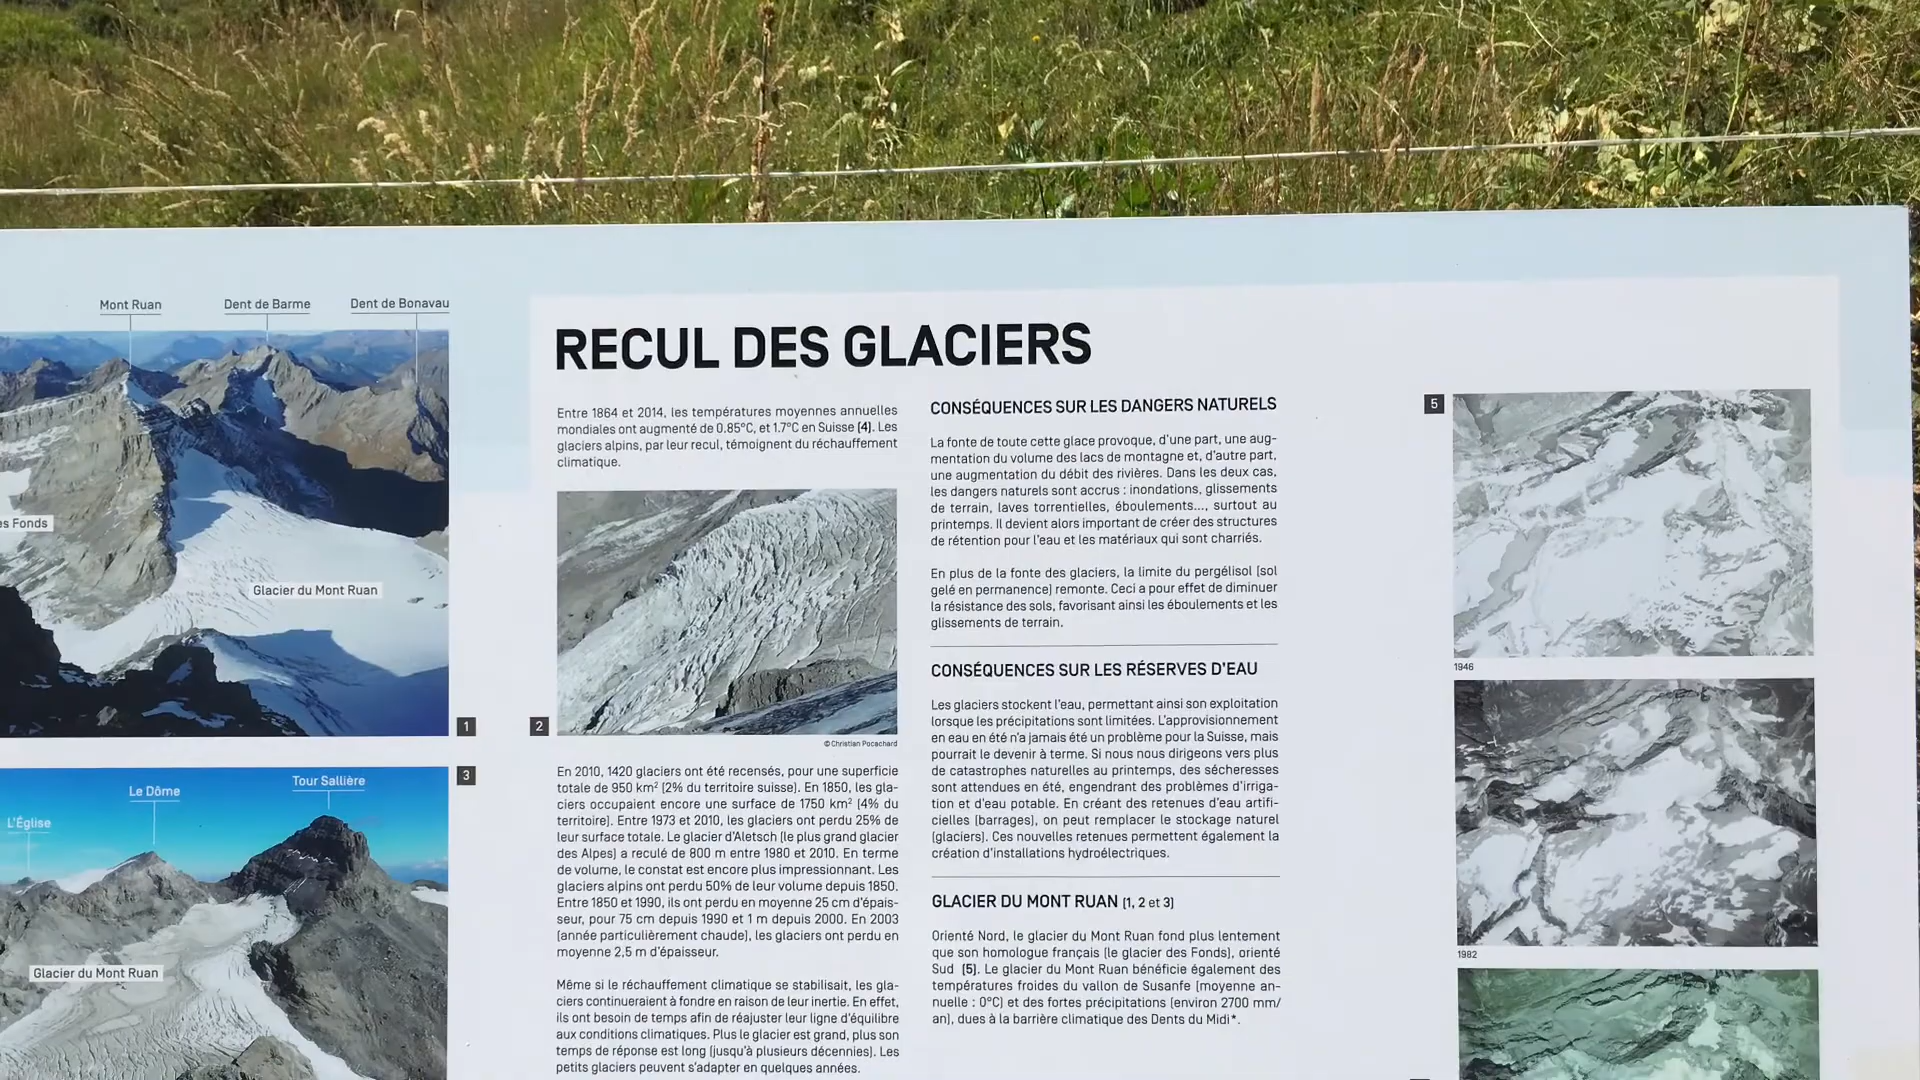 Mont Ruan
Dent de Barme
Dent de Bonavau
es Fonds
Glacier du Mont Ruan
1
3
Le Dôme
Tour Sallière
L'Église
Glacier du Mont Ruan
RECUL DES GLACIERS
Entre 1864 et 2014, les températures moyennes annuelles
mondiales ont augmenté de 0.85°C, et 1.7°C en Suisse (4). Les
glaciers alpins, par leur recul, témoignent du réchauffement
climatique.
2
©Christian Pocachard
En 2010, 1420 glaciers ont été recensés, pour une superficie
totale de 950 km² (2% du territoire suisse). En 1850, les gla-
ciers occupaient encore une surface de 1750 km² (4% du
territoire). Entre 1973 et 2010, les glaciers ont perdu 25% de
leur surface totale. Le glacier d'Aletsch (le plus grand glacier
des Alpes) a reculé de 800 m entre 1980 et 2010. En terme
de volume, le constat est encore plus impressionnant. Les
glaciers alpins ont perdu 50% de leur volume depuis 1850.
Entre 1850 et 1990, ils ont perdu en moyenne 25 cm d'épais-
seur, pour 75 cm depuis 1990 et 1 m depuis 2000. En 2003
(année particulièrement chaude), les glaciers ont perdu en
moyenne 2,5 m d'épaisseur.
Même si le réchauffement climatique se stabilisait, les gla-
ciers continueraient à fondre en raison de leur inertie. En effet,
ils ont besoin de temps afin de réajuster leur ligne d'équilibre
aux conditions climatiques. Plus le glacier est grand, plus son
temps de réponse est long (jusqu'à plusieurs décennies). Les
petits glaciers peuvent s'adapter en quelques années.
CONSÉQUENCES SUR LES DANGERS NATURELS
La fonte de toute cette glace provoque, d'une part, une aug-
mentation du volume des lacs de montagne et, d'autre part,
une augmentation du débit des rivières. Dans les deux cas,
les dangers naturels sont accrus : inondations, glissements
de terrain, laves torrentielles, éboulements..., surtout au
printemps. Il devient alors important de créer des structures
de rétention pour l'eau et les matériaux qui sont charriés.
En plus de la fonte des glaciers, la limite du pergélisol (sol
gelé en permanence) remonte. Ceci a pour effet de diminuer
la résistance des sols, favorisant ainsi les éboulements et les
glissements de terrain.
CONSÉQUENCES SUR LES RÉSERVES D'EAU
Les glaciers stockent l'eau, permettant ainsi son exploitation
lorsque les précipitations sont limitées. L'approvisionnement
en eau en été n'a jamais été un problème pour la Suisse, mais
pourrait le devenir à terme. Si nous nous dirigeons vers plus
de catastrophes naturelles au printemps, des sécheresses
sont attendues en été, engendrant des problèmes d'irriga-
tion et d'eau potable. En créant des retenues d'eau artifi-
cielles (barrages), on peut remplacer le stockage naturel
(glaciers). Ces nouvelles retenues permettent également la
création d'installations hydroélectriques.
GLACIER DU MONT RUAN (1, 2 et 3)
Orienté Nord, le glacier du Mont Ruan fond plus lentement
que son homologue français (le glacier des Fonds), orienté
Sud (5). Le glacier du Mont Ruan bénéficie également des
températures froides du vallon de Susanfe (moyenne an-
nuelle : 0°C) et des fortes précipitations (environ 2700 mm/
an), dues à la barrière climatique des Dents du Midi*.
5
1946
1982